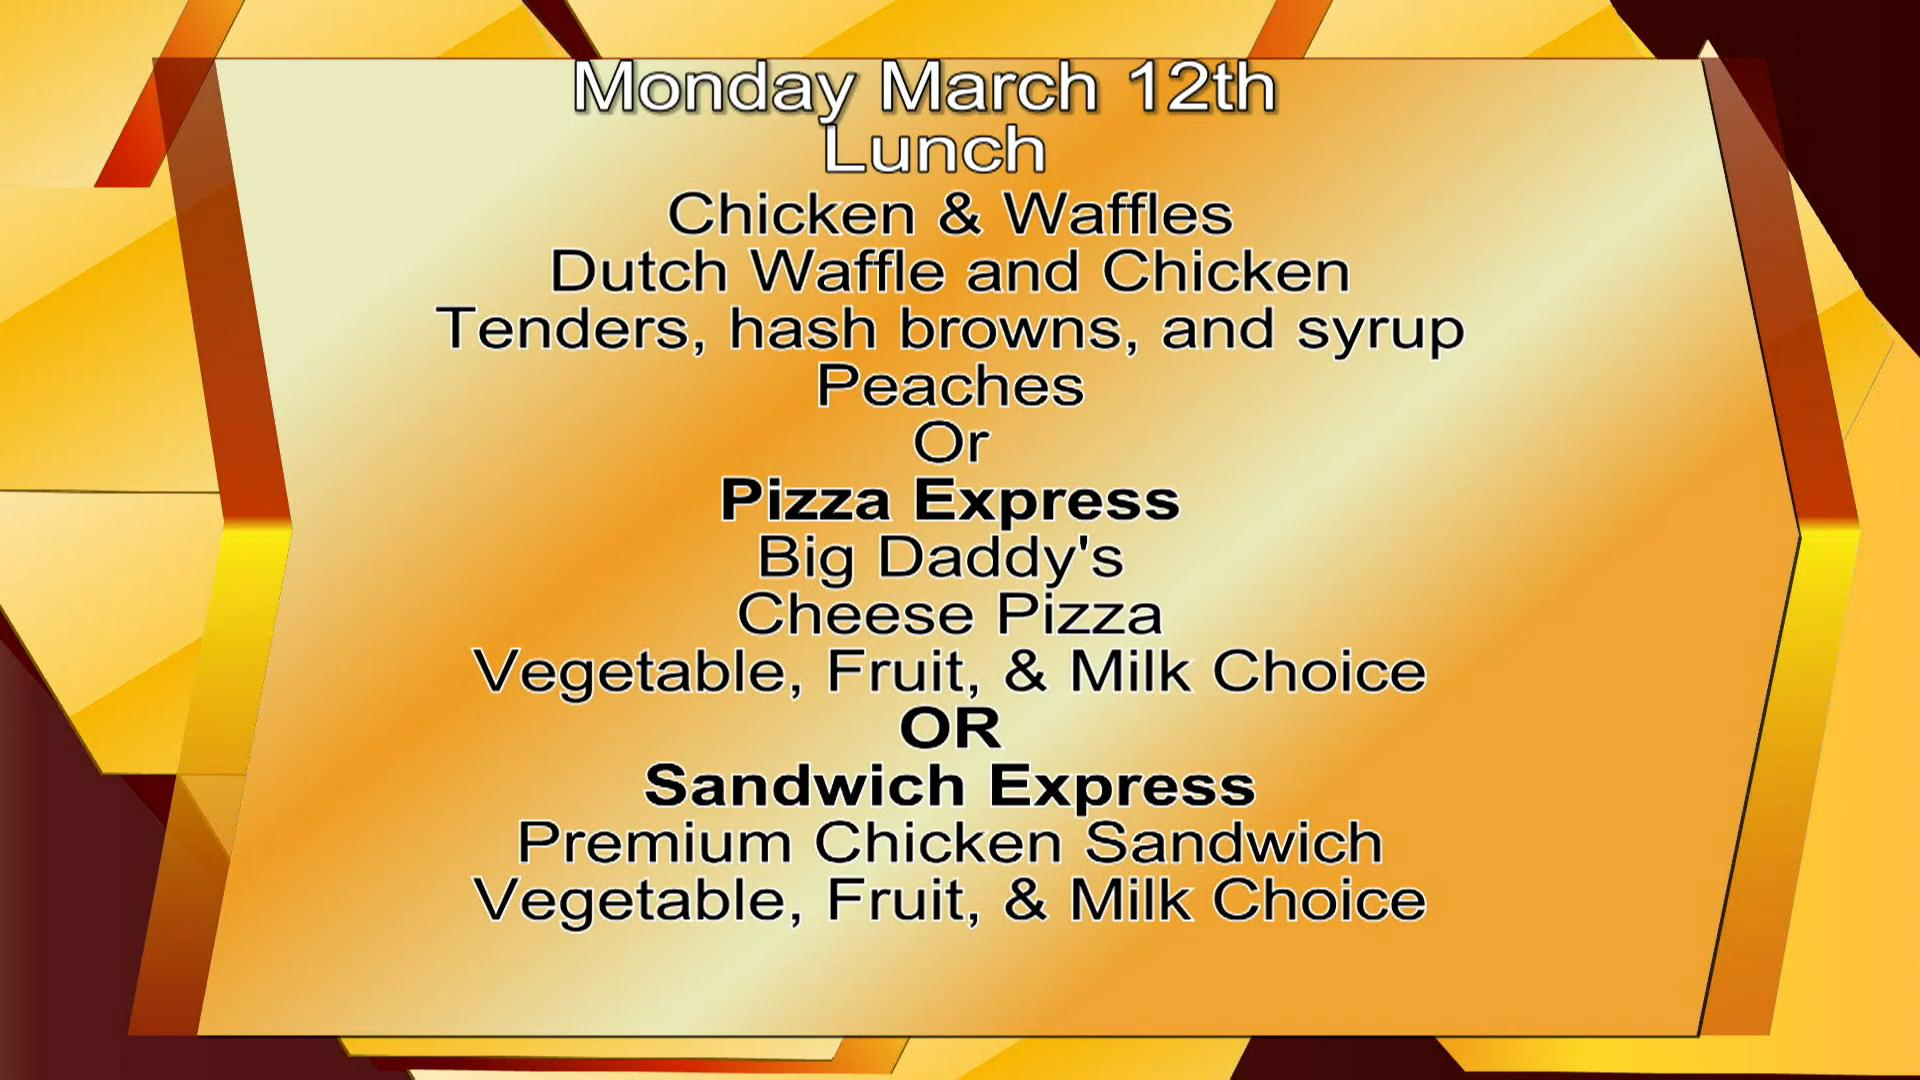 Monday March 12th
Lunch
Chicken & Waffles
Dutch Waffle and Chicken
Tenders, hash browns, and syrup
Peaches
Or
Pizza Express
Big Daddy's
Cheese Pizza
Vegetable, Fruit, & Milk Choice
OR
Sandwich Express
Premium Chicken Sandwich
Vegetable, Fruit, & Milk Choice